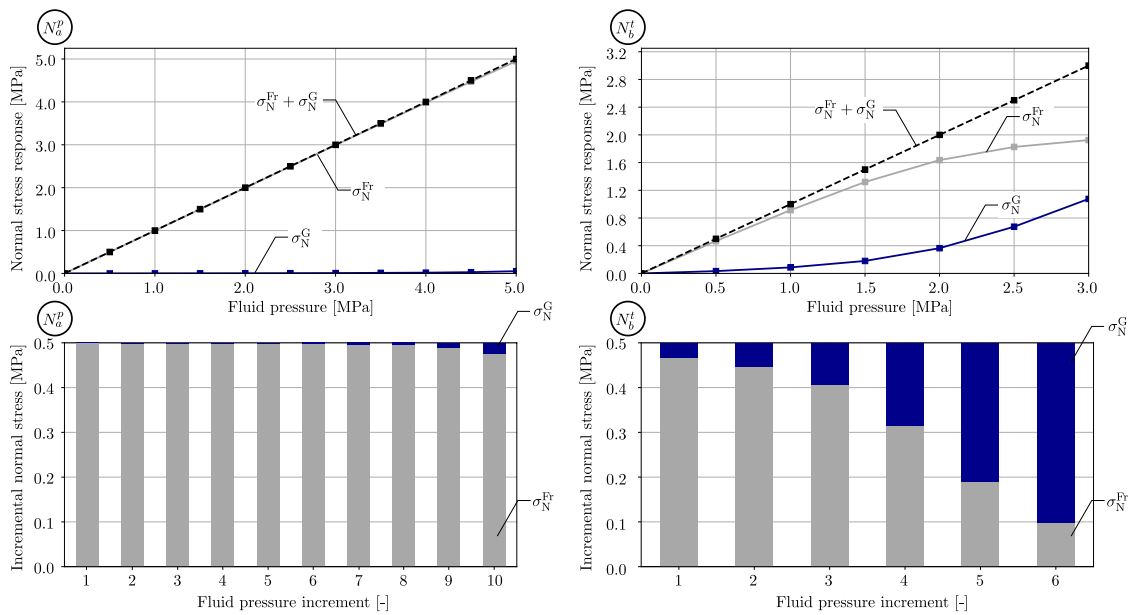 N_a^p
Normal stress response [MPa]
5.0
4.0
3.0
2.0
1.0
0.0
σ_N^Fr + σ_N^G
σ_N^Fr
σ_N^G
0.0 1.0 2.0 3.0 4.0 5.0
Fluid pressure [MPa]
N_b^t
Normal stress response [MPa]
3.2
2.8
2.4
2.0
1.6
1.2
0.8
0.4
0.0
σ_N^Fr + σ_N^G
σ_N^Fr
σ_N^G
0.0 0.5 1.0 1.5 2.0 2.5 3.0
Fluid pressure [MPa]
N_a^p
Incremental normal stress [MPa]
0.5
0.4
0.3
0.2
0.1
0.0
σ_N^G
σ_N^Fr
1 2 3 4 5 6 7 8 9 10
Fluid pressure increment [-]
N_b^t
Incremental normal stress [MPa]
0.5
0.4
0.3
0.2
0.1
0.0
σ_N^G
σ_N^Fr
1 2 3 4 5 6
Fluid pressure increment [-]